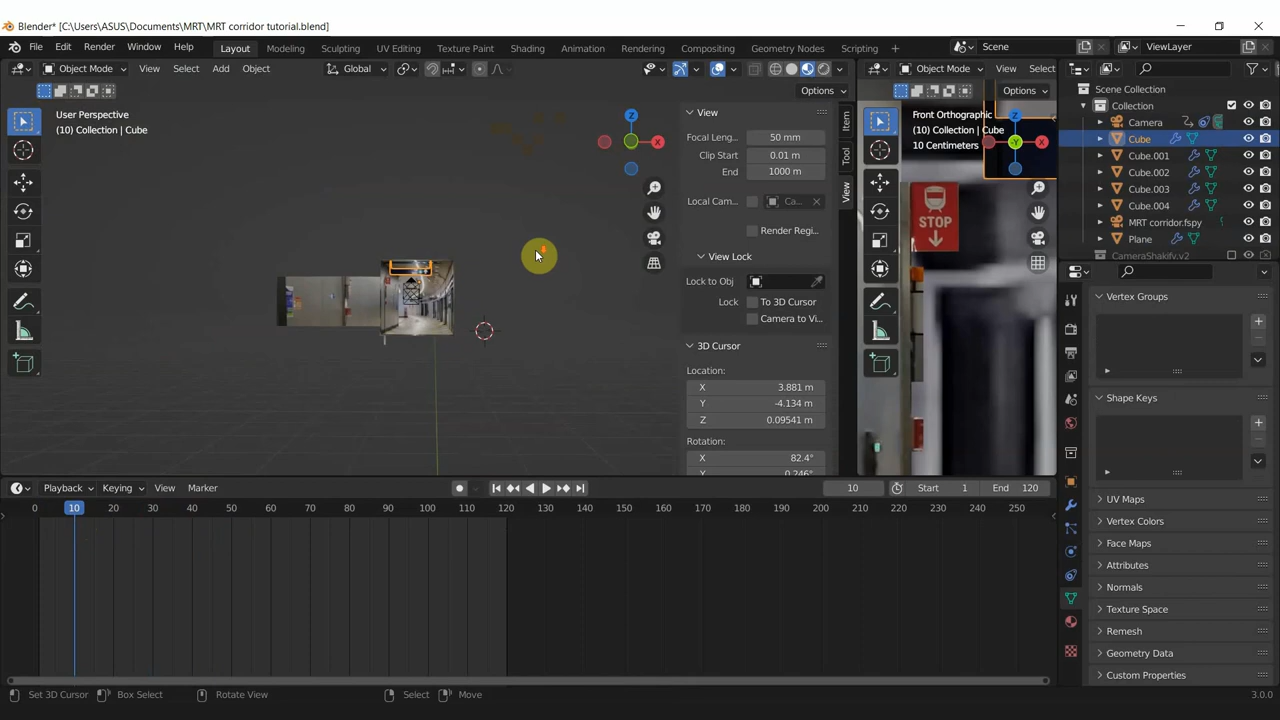 Blender* [C:\Users\ASUS\Documents\MRT\MRT corridor tutorial.blend]
File Edit Render Window Help Layout Modeling Sculpting UV Editing Texture Paint Shading Animation Rendering Compositing Geometry Nodes Scripting + Scene ViewLayer
Object Mode View Select Add Object Global Object Mode View Select
Options Options Scene Collection
User Perspective View Front Orthographic Collection
(10) Collection | Cube Focal Leng... 50 mm Item (10) Collection | Cube Camera
Z X Clip Start 0.01 m Tool 10 Centimeters Z -Y X Cube
End 1000 m View Cube.001
Local Cam... Ca... Cube.002
Render Regi... STOP Cube.003
View Lock Cube.004
Lock to Obj MRT corridor.fspy
Lock To 3D Cursor Plane
Camera to Vi... CameraShakify.v2
3D Cursor Vertex Groups
Location:
X 3.881 m
Y -4.134 m
Z 0.09541 m Shape Keys
Rotation:
X 82.4°
Y 0.246°
Playback Keying View Marker 10 Start 1 End 120
0 10 20 30 40 50 60 70 80 90 100 110 120 130 140 150 160 170 180 190 200 210 220 230 240 250
UV Maps
Vertex Colors
Face Maps
Attributes
Normals
Texture Space
Remesh
Geometry Data
Custom Properties
Set 3D Cursor Box Select Rotate View Select Move 3.0.0